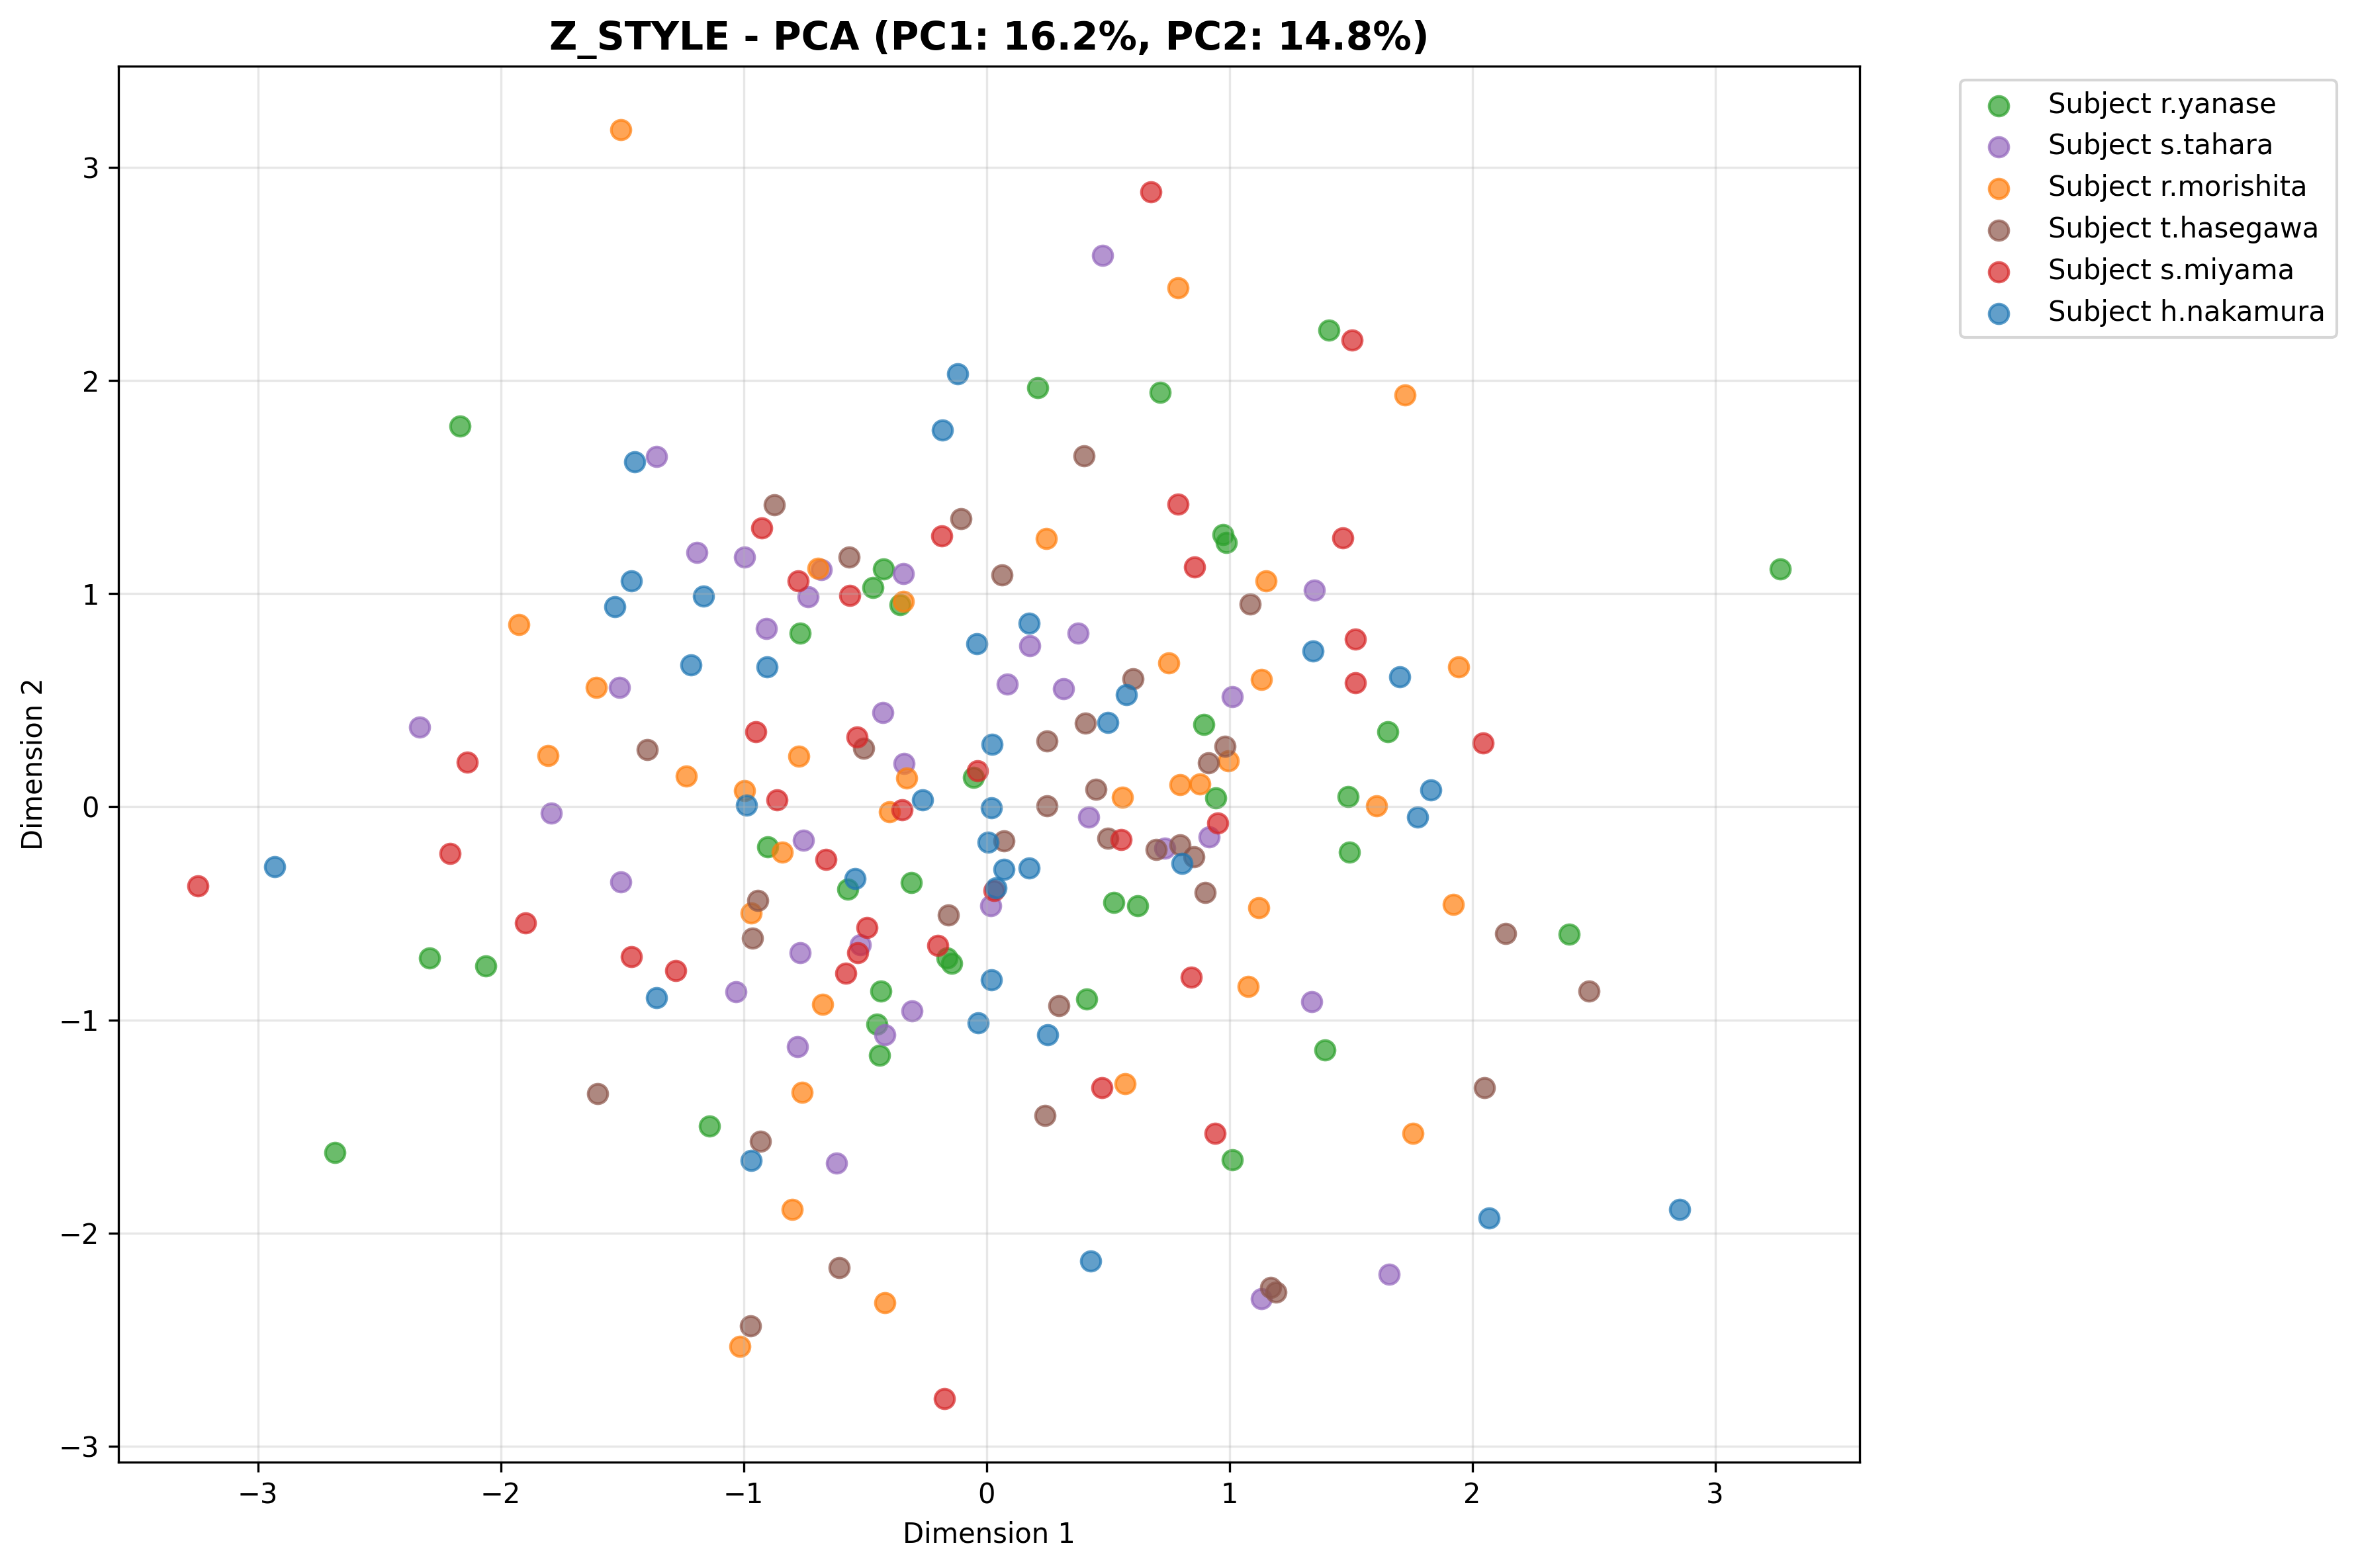 Z_STYLE - PCA (PC1: 16.2%, PC2: 14.8%)
Subject r.yanase
Subject s.tahara
Subject r.morishita
Subject t.hasegawa
Subject s.miyama
Subject h.nakamura
Dimension 2
3
2
1
0
−1
−2
−3
−3
−2
−1
0
1
2
3
Dimension 1